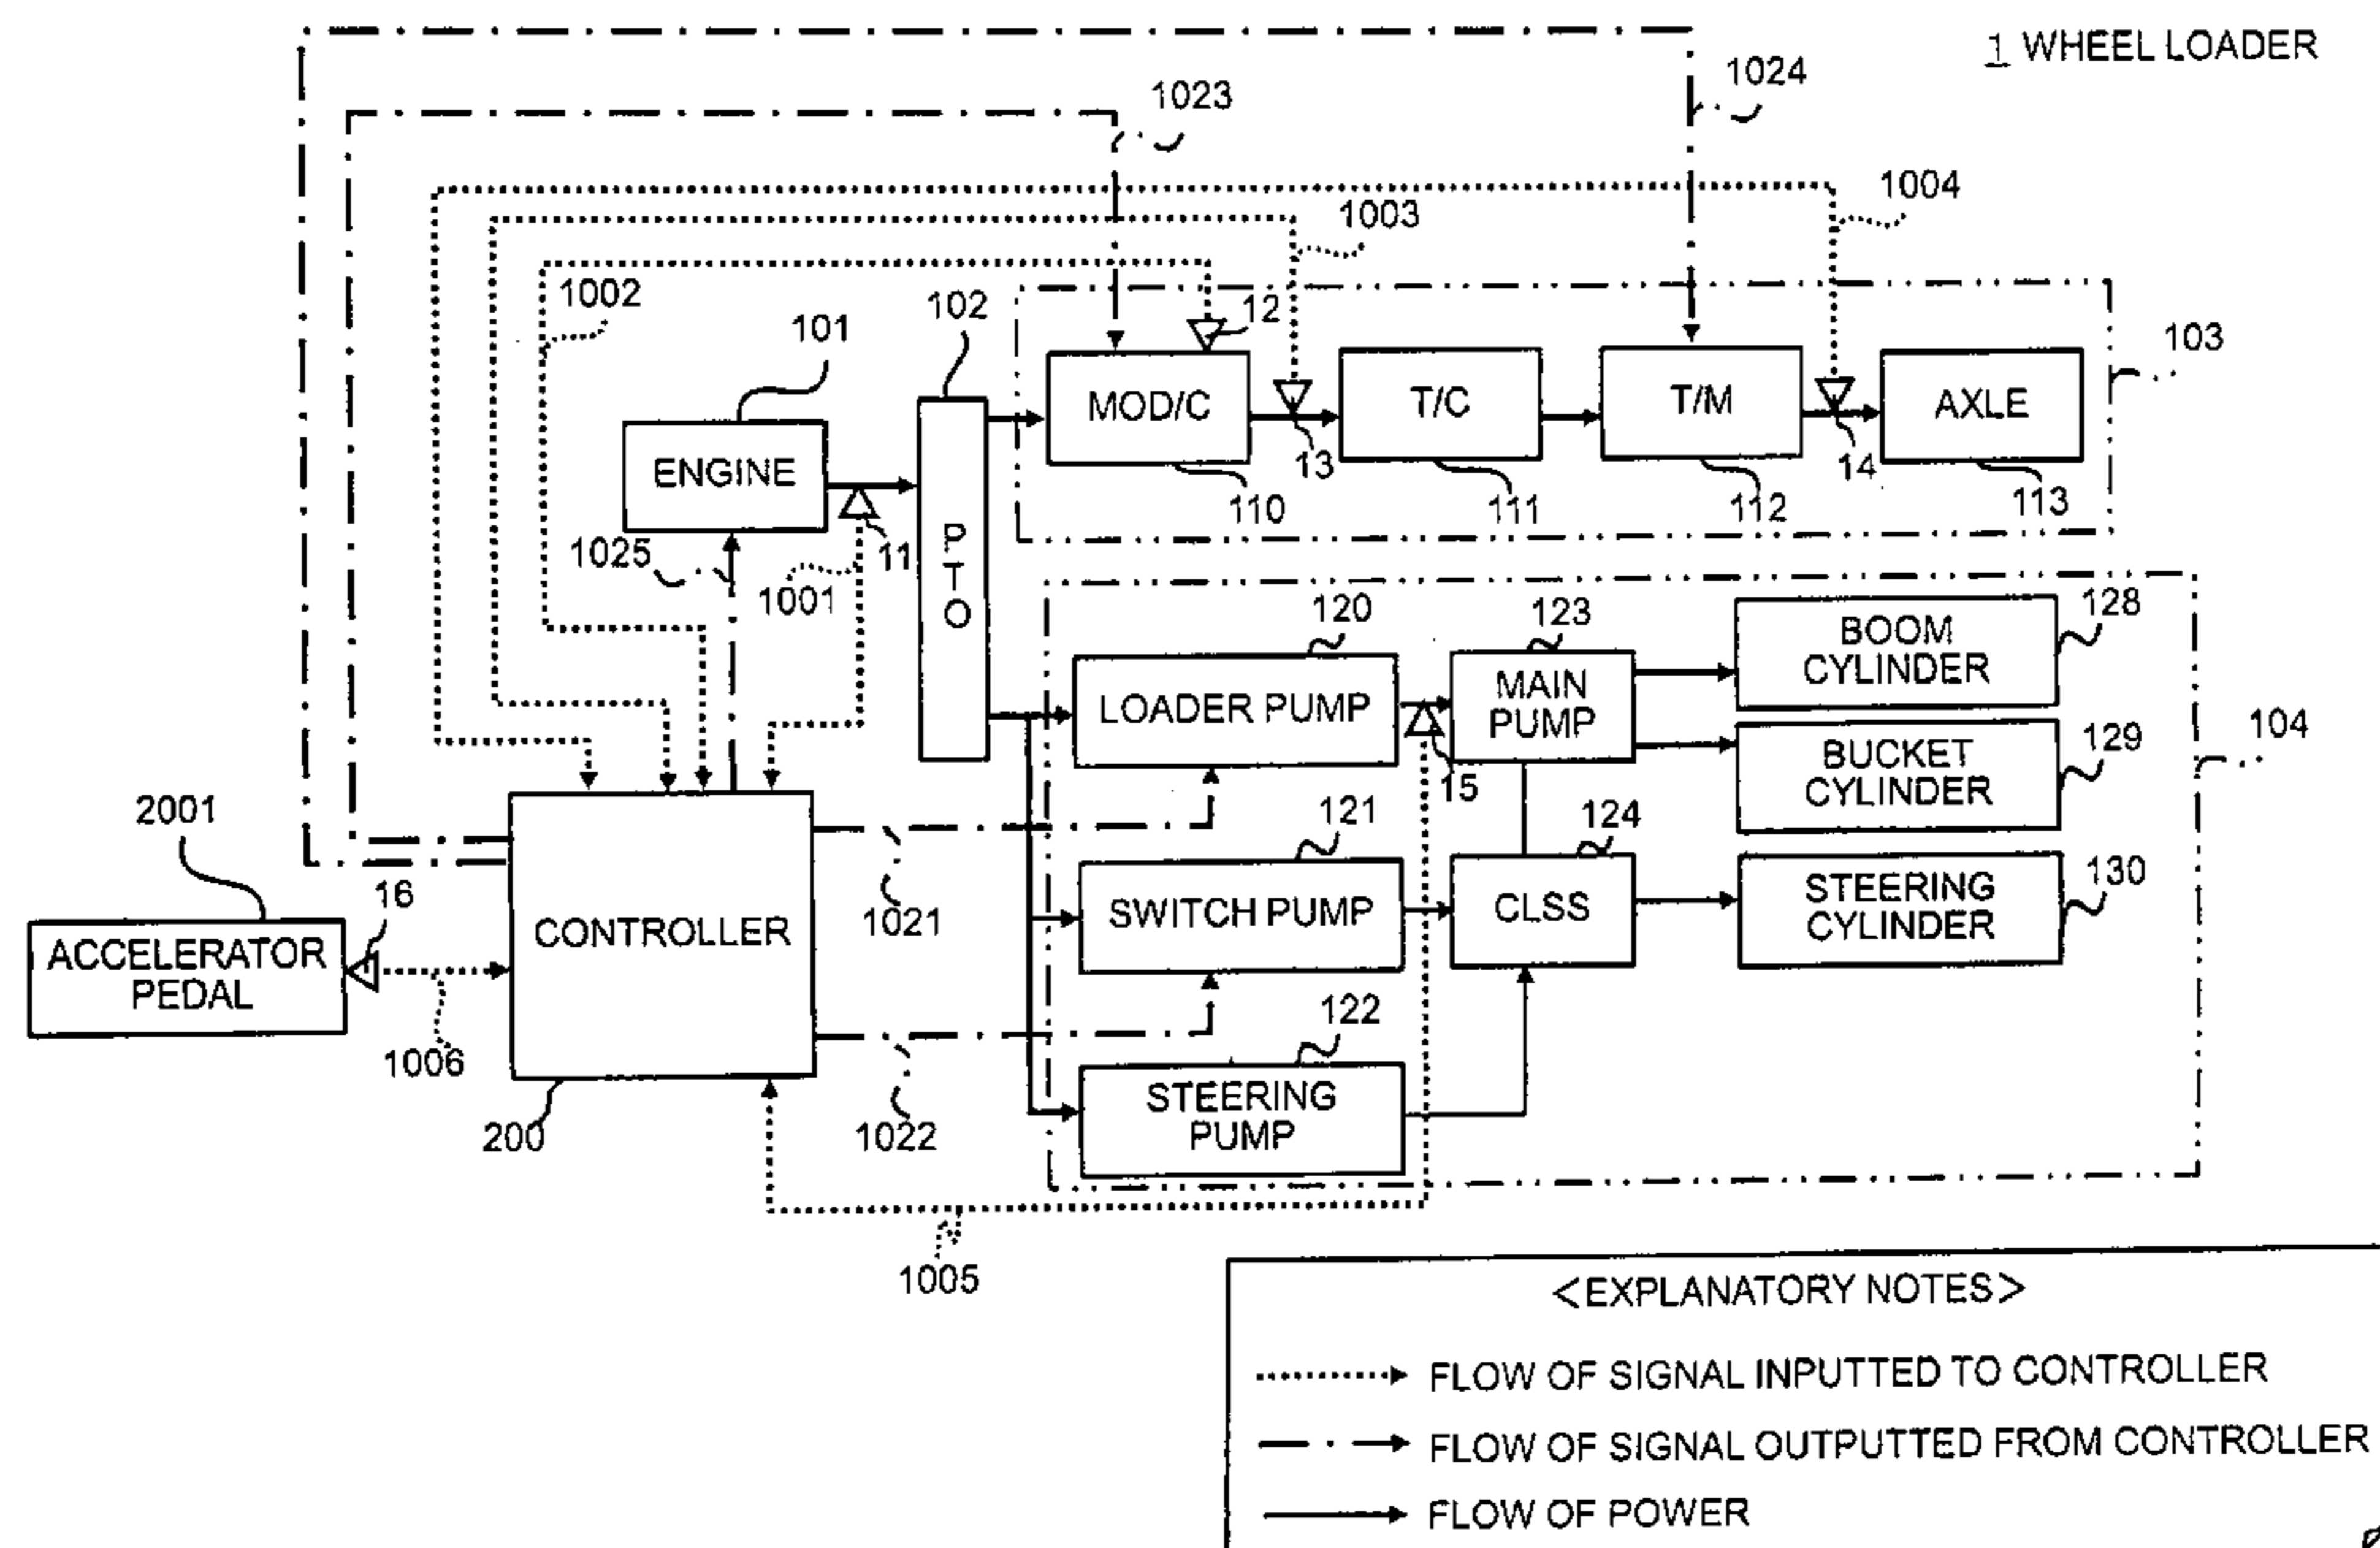 1 WHEEL LOADER
1024
1023
1004
1003
1002
12
102
101
103
MOD/C
T/C
T/M
AXLE
13
14
ENGINE
110
111
112
113
11
1025
1001
PTO
120
123
128
BOOM
CYLINDER
LOADER PUMP
MAIN
PUMP
104
BUCKET
CYLINDER
129
15
2001
121
124
16
1021
SWITCH PUMP
CLSS
STEERING
CYLINDER
130
CONTROLLER
ACCELERATOR
PEDAL
1006
122
200
1022
STEERING
PUMP
1005
<EXPLANATORY NOTES>
FLOW OF SIGNAL INPUTTED TO CONTROLLER
FLOW OF SIGNAL OUTPUTTED FROM CONTROLLER
FLOW OF POWER